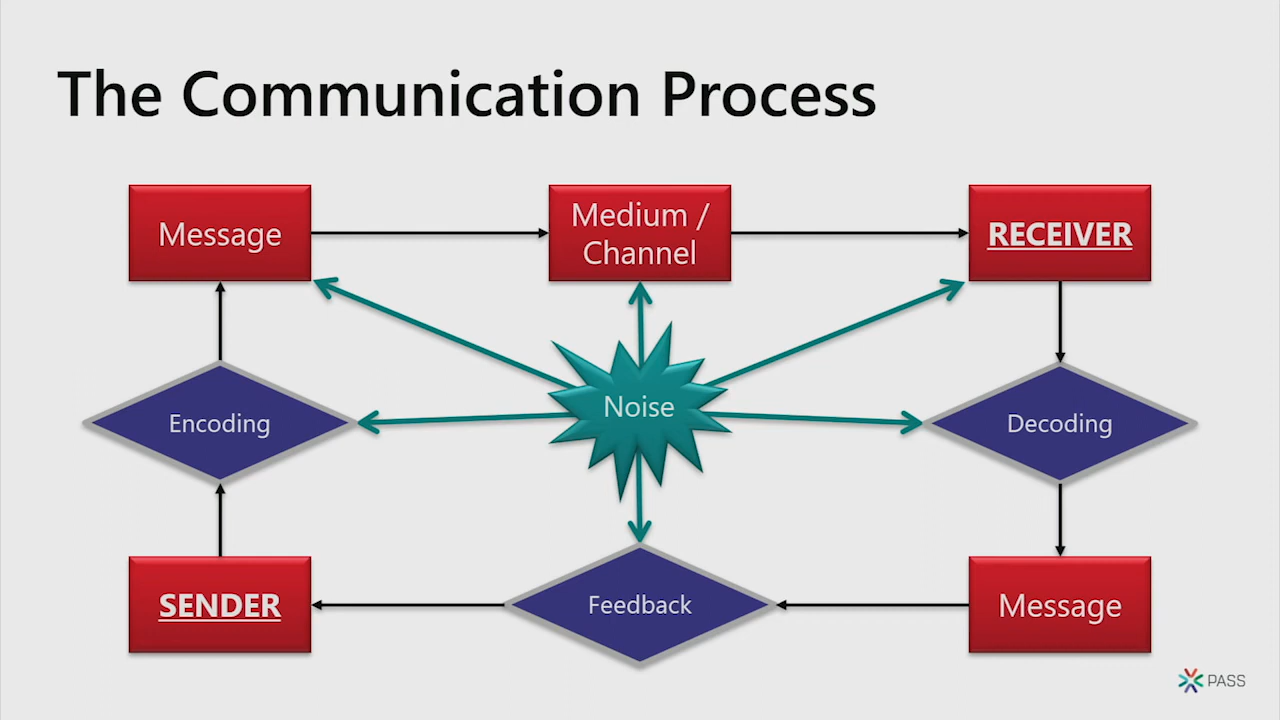 The Communication Process
Message
Medium /
Channel
RECEIVER
Noise
Encoding
Decoding
SENDER
Feedback
Message
PASS